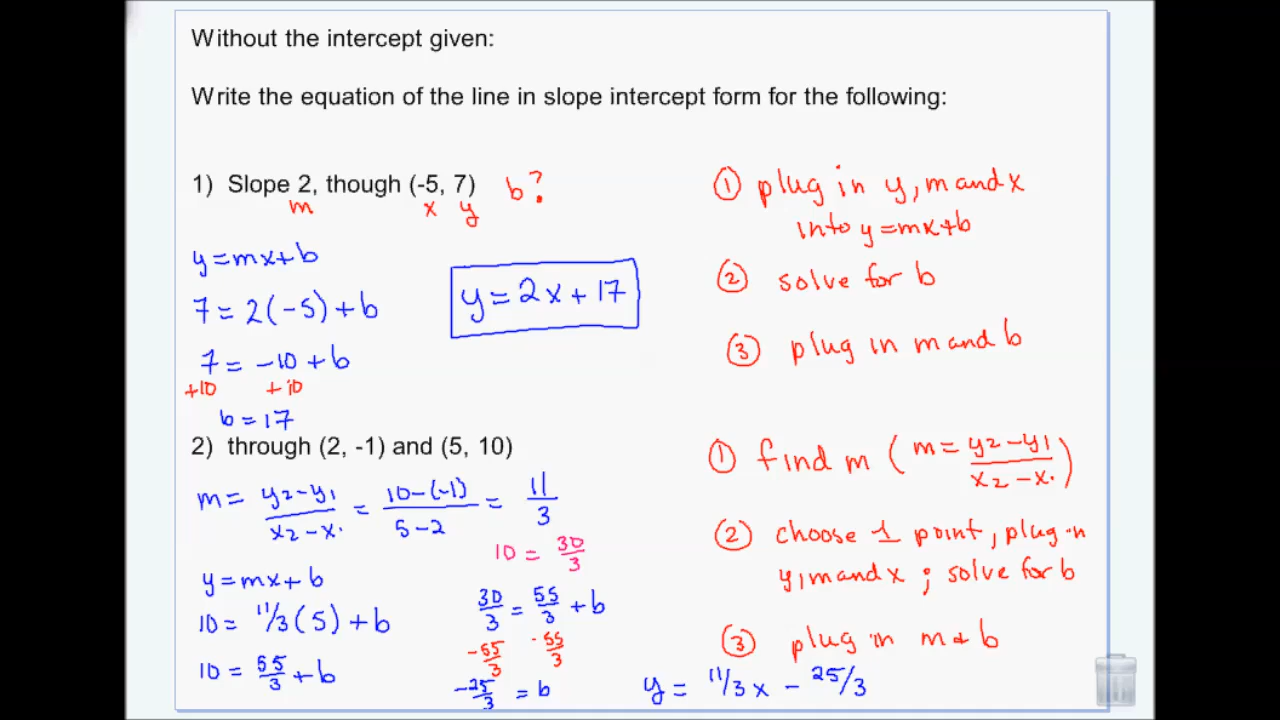 Without the intercept given:
Write the equation of the line in slope intercept form for the following:
1) Slope 2, though (-5, 7) b?
m x y
y = mx + b
7 = 2(-5) + b
7 = -10 + b
+10 +10
b = 17
y = 2x + 17
① plug in y, m and x
into y = mx + b
② solve for b
③ plug in m and b
2) through (2, -1) and (5, 10)
m = y₂-y₁/x₂-x₁ = 10-(-1)/5-2 = 11/3
y = mx + b
10 = 11/3(5) + b
10 = 55/3 + b
10 = 30/3
30/3 = 55/3 + b
-55/3 -55/3
-25/3 = b
① find m (m = y₂-y₁/x₂-x₁)
② choose 1 point, plug in
y, m and x ; solve for b
③ plug in m + b
y = 11/3 x - 25/3